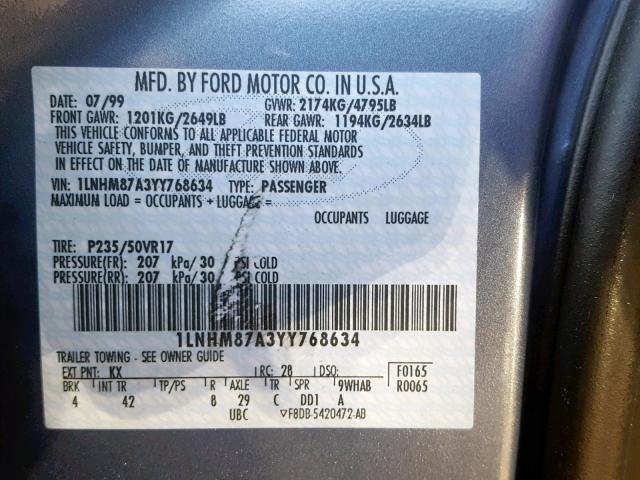 MFD. BY FORD MOTOR CO. IN U.S.A.
DATE: 07/99 GVWR: 2174KG/4795LB
FRONT GAWR: 1201KG/2649LB REAR GAWR: 1194KG/2634LB
THIS VEHICLE CONFORMS TO ALL APPLICABLE FEDERAL MOTOR
VEHICLE SAFETY, BUMPER, AND THEFT PREVENTION STANDARDS
IN EFFECT ON THE DATE OF MANUFACTURE SHOWN ABOVE.
VIN: 1LNHM87A3YY768634 TYPE: PASSENGER
MAXIMUM LOAD = OCCUPANTS + LUGGAGE =
OCCUPANTS LUGGAGE
TIRE: P235/50VR17
PRESSURE(FR): 207 kPa/30 PSI COLD
PRESSURE(RR): 207 kPa/30 PSI COLD
1LNHM87A3YY768634
TRAILER TOWING - SEE OWNER GUIDE
EXT PNT: KX RC: 28 DSO: F0165
BRK INT TR TP/PS R AXLE TR SPR 9WHAB R0065
4 42 8 29 C DD1 A
UBC ▽F8DB-5420472-AB